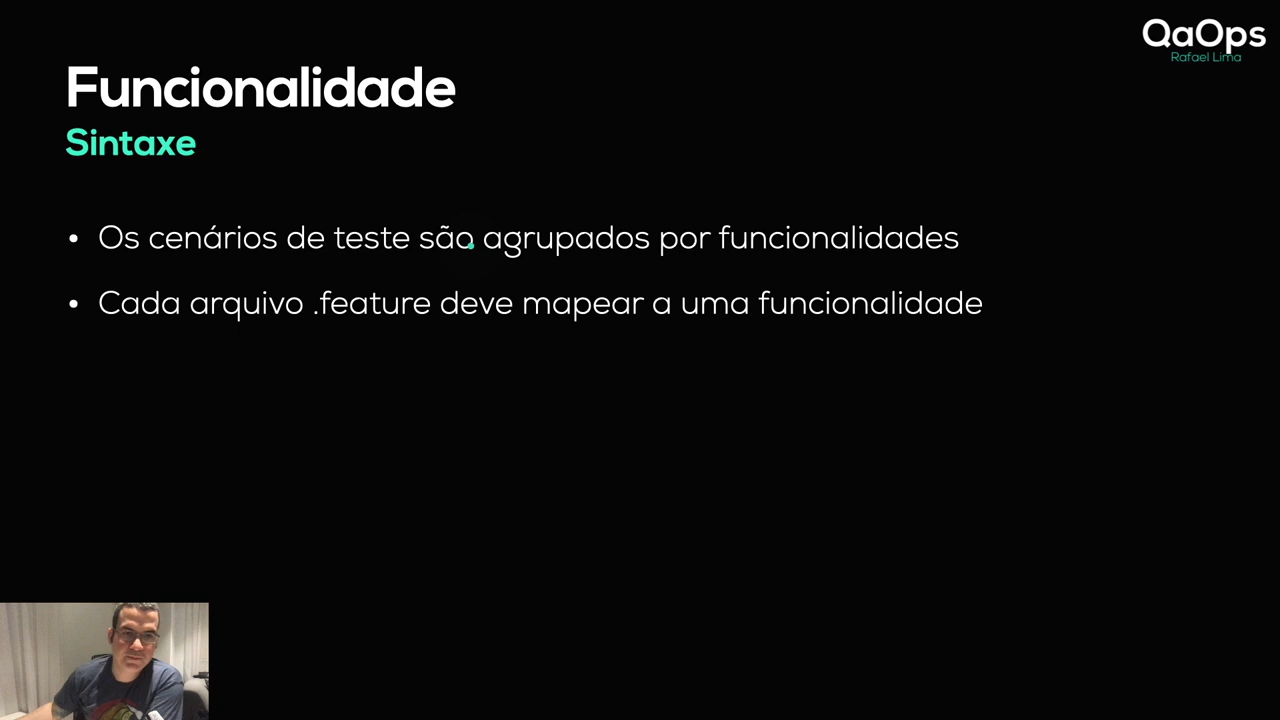 QaOps
Rafael Lima
Funcionalidade
Sintaxe
• Os cenários de teste são agrupados por funcionalidades
• Cada arquivo .feature deve mapear a uma funcionalidade